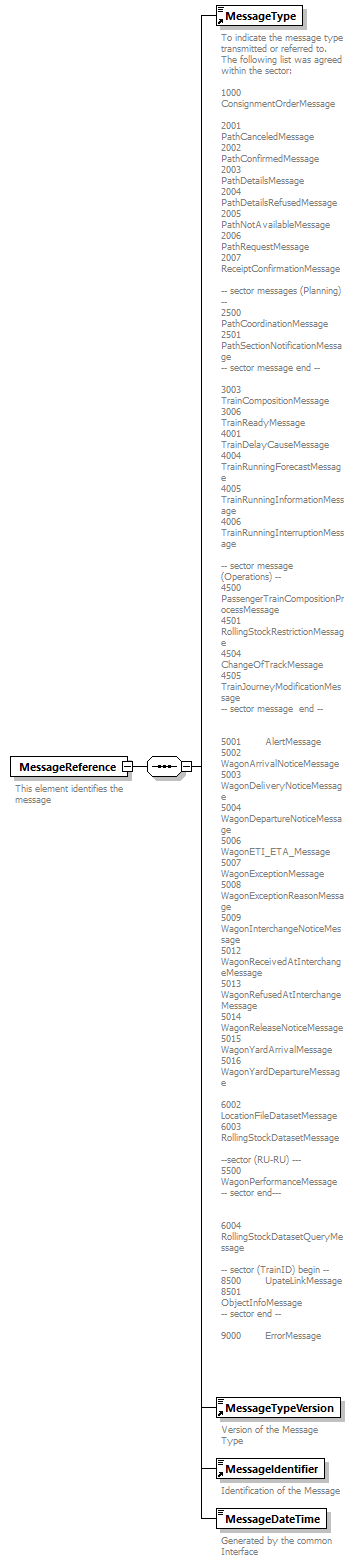 MessageType
To indicate the message type
transmitted or referred to.
The following list was agreed
within the sector:
1000
ConsignmentOrderMessage
2001
PathCanceledMessage
2002
PathConfirmedMessage
2003
PathDetailsMessage
2004
PathDetailsRefusedMessage
2005
PathNotAvailableMessage
2006
PathRequestMessage
2007
ReceiptConfirmationMessage
-- sector messages (Planning)
--
2500
PathCoordinationMessage
2501
PathSectionNotificationMessa
ge
-- sector message end --
3003
TrainCompositionMessage
3006
TrainReadyMessage
4001
TrainDelayCauseMessage
4004
TrainRunningForecastMessag
e
4005
TrainRunningInformationMess
age
4006
TrainRunningInterruptionMess
age
-- sector message
(Operations) --
4500
PassengerTrainCompositionPr
ocessMessage
4501
RollingStockRestrictionMessag
e
4504
ChangeOfTrackMessage
4505
TrainJourneyModificationMes
sage
-- sector message  end --
5001 AlertMessage
5002
WagonArrivalNoticeMessage
5003
WagonDeliveryNoticeMessag
e
5004
WagonDepartureNoticeMessa
ge
5006
WagonETI_ETA_Message
5007
WagonExceptionMessage
5008
WagonExceptionReasonMessa
ge
5009
WagonInterchangeNoticeMes
sage
5012
WagonReceivedAtInterchang
eMessage
5013
WagonRefusedAtInterchange
Message
5014
WagonReleaseNoticeMessage
5015
WagonYardArrivalMessage
5016
WagonYardDepartureMessag
e
6002
LocationFileDatasetMessage
6003
RollingStockDatasetMessage
--sector (RU-RU) ---
5500
WagonPerformanceMessage
-- sector end---
6004
RollingStockDatasetQueryMe
ssage
-- sector (TrainID) begin --
8500 UpateLinkMessage
8501
ObjectInfoMessage
-- sector end --
9000 ErrorMessage
MessageReference
This element identifies the
message
MessageTypeVersion
Version of the Message
Type
MessageIdentifier
Identification of the Message
MessageDateTime
Generated by the common
Interface